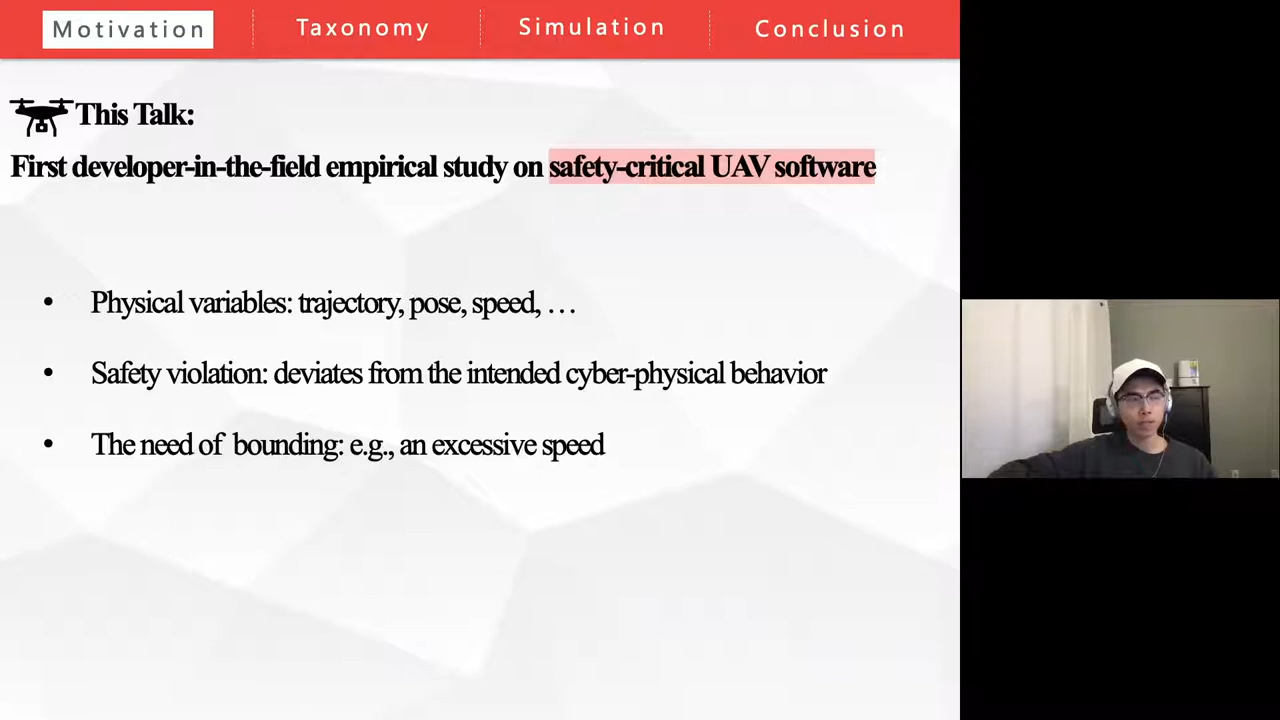 Motivation Taxonomy Simulation Conclusion
This Talk:
First developer-in-the-field empirical study on safety-critical UAV software
• Physical variables: trajectory, pose, speed, …
• Safety violation: deviates from the intended cyber-physical behavior
• The need of bounding: e.g., an excessive speed